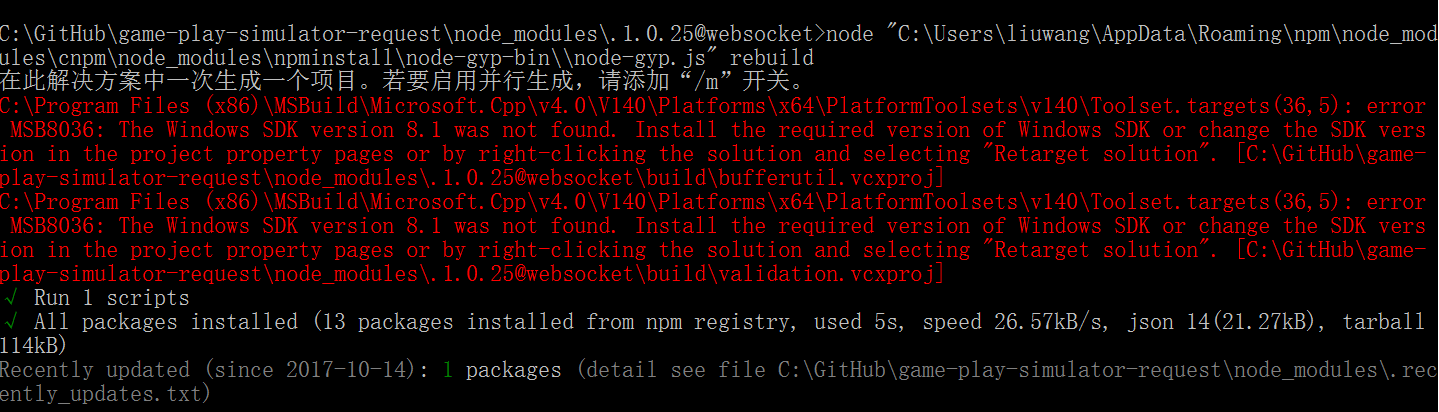 C:\GitHub\game-play-simulator-request\node_modules\.1.0.25@websocket>node "C:\Users\liuwang\AppData\Roaming\npm\node_mod
ules\cnpm\node_modules\npminstall\node-gyp-bin\\node-gyp.js" rebuild
在此解决方案中一次生成一个项目。若要启用并行生成，请添加“/m”开关。
C:\Program Files (x86)\MSBuild\Microsoft.Cpp\v4.0\V140\Platforms\x64\PlatformToolsets\v140\Toolset.targets(36,5): error
 MSB8036: The Windows SDK version 8.1 was not found. Install the required version of Windows SDK or change the SDK vers
ion in the project property pages or by right-clicking the solution and selecting "Retarget solution". [C:\GitHub\game-
play-simulator-request\node_modules\.1.0.25@websocket\build\bufferutil.vcxproj]
C:\Program Files (x86)\MSBuild\Microsoft.Cpp\v4.0\V140\Platforms\x64\PlatformToolsets\v140\Toolset.targets(36,5): error
 MSB8036: The Windows SDK version 8.1 was not found. Install the required version of Windows SDK or change the SDK vers
ion in the project property pages or by right-clicking the solution and selecting "Retarget solution". [C:\GitHub\game-
play-simulator-request\node_modules\.1.0.25@websocket\build\validation.vcxproj]
√ Run 1 scripts
√ All packages installed (13 packages installed from npm registry, used 5s, speed 26.57kB/s, json 14(21.27kB), tarball
114kB)
Recently updated (since 2017-10-14): 1 packages (detail see file C:\GitHub\game-play-simulator-request\node_modules\.rec
ently_updates.txt)